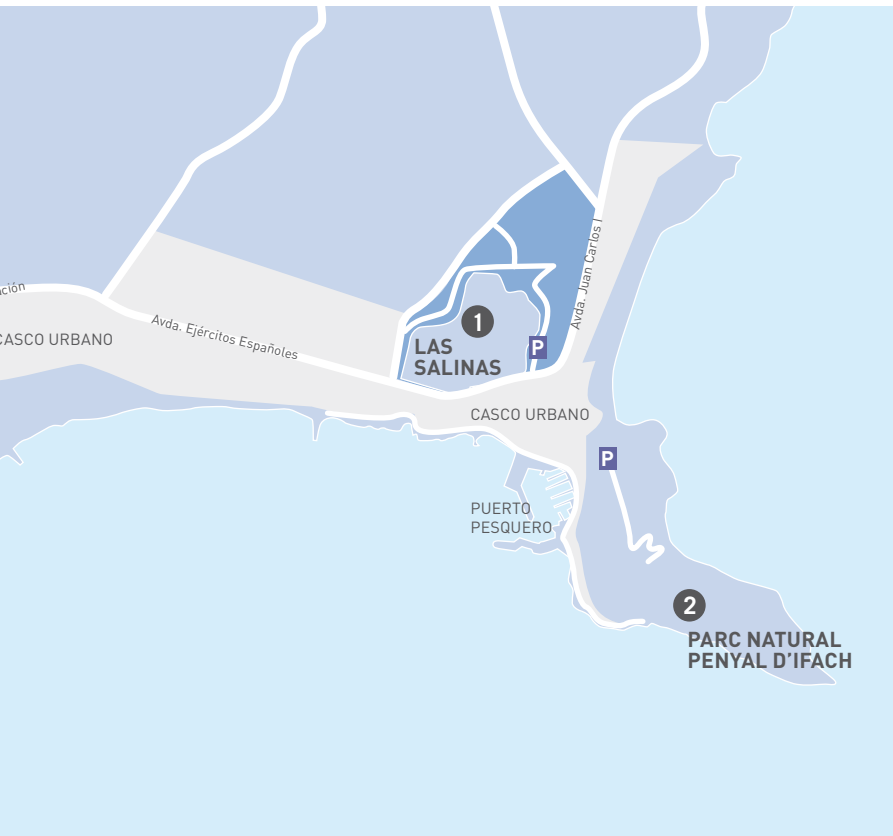 ción
CASCO URBANO
Avda. Ejércitos Españoles
Avda. Juan Carlos I
1
LAS
SALINAS
P
CASCO URBANO
P
PUERTO
PESQUERO
2
PARC NATURAL
PENYAL D’IFACH